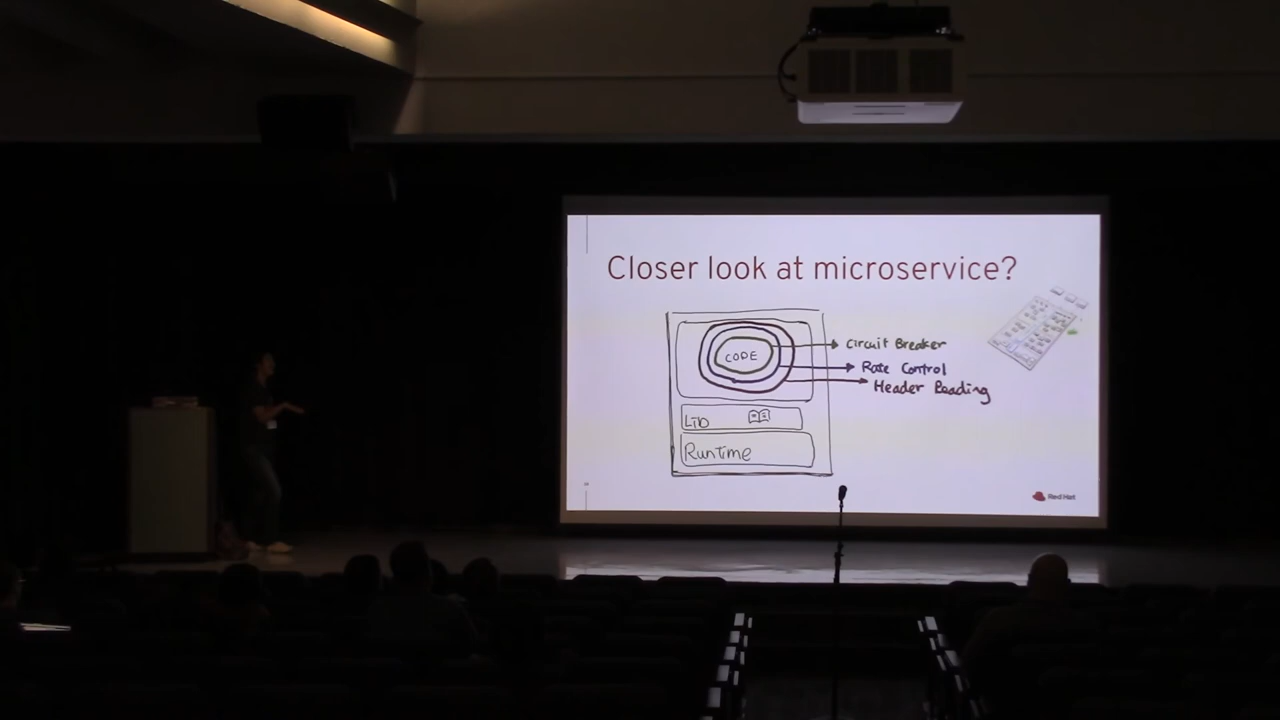 Closer look at microservice?
CODE
Circuit Breaker
Rate Control
Header Reading
Lib
Runtime
Red Hat